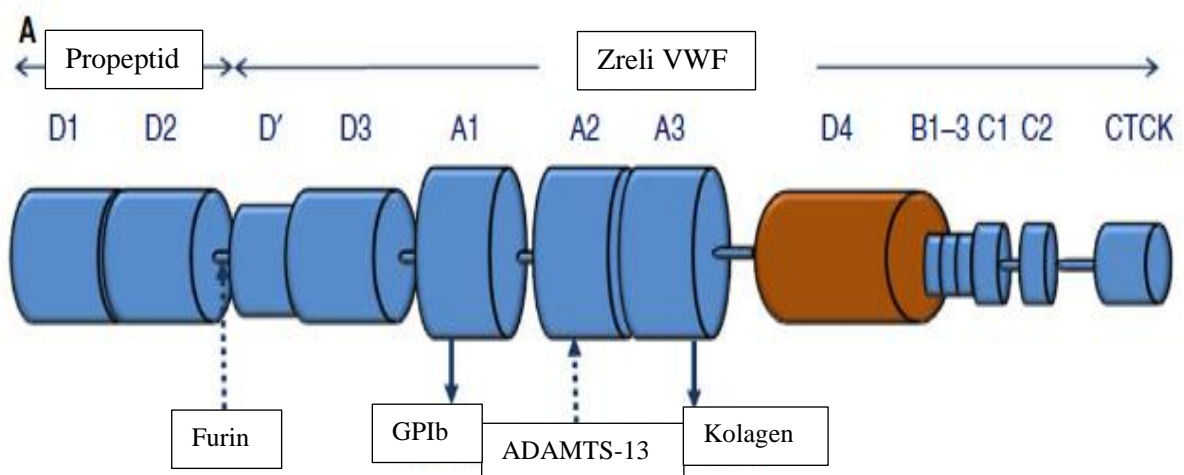 A
Propeptid
Zreli VWF
D1 D2 D′ D3 A1 A2 A3 D4 B1–3 C1 C2 CTCK
Furin
GPIb
ADAMTS-13
Kolagen